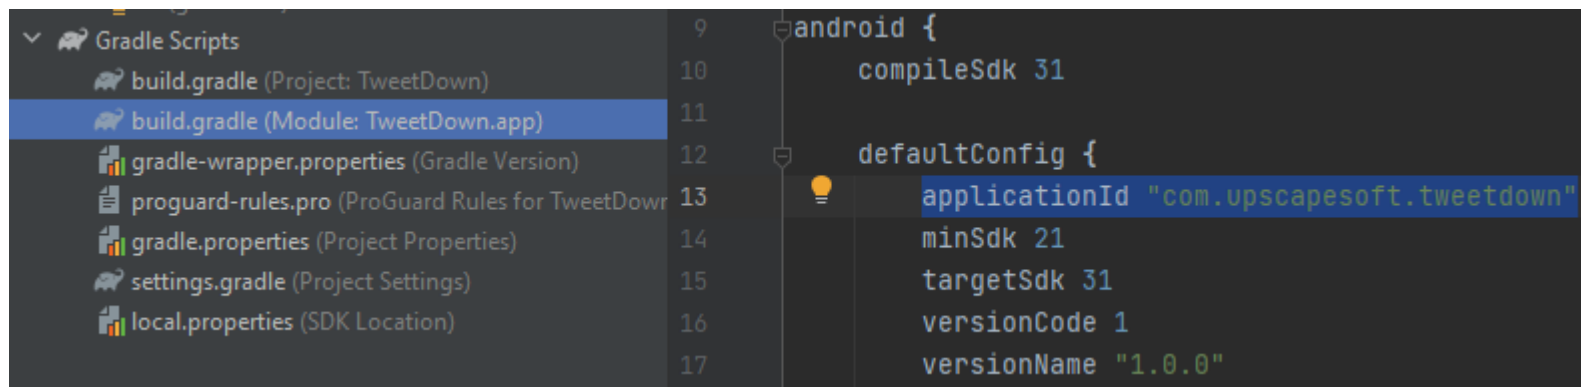 Gradle Scripts
build.gradle (Project: TweetDown)
build.gradle (Module: TweetDown.app)
gradle-wrapper.properties (Gradle Version)
proguard-rules.pro (ProGuard Rules for TweetDowr
gradle.properties (Project Properties)
settings.gradle (Project Settings)
local.properties (SDK Location)
9 android {
10 compileSdk 31
11
12 defaultConfig {
13 applicationId "com.upscapesoft.tweetdown"
14 minSdk 21
15 targetSdk 31
16 versionCode 1
17 versionName "1.0.0"